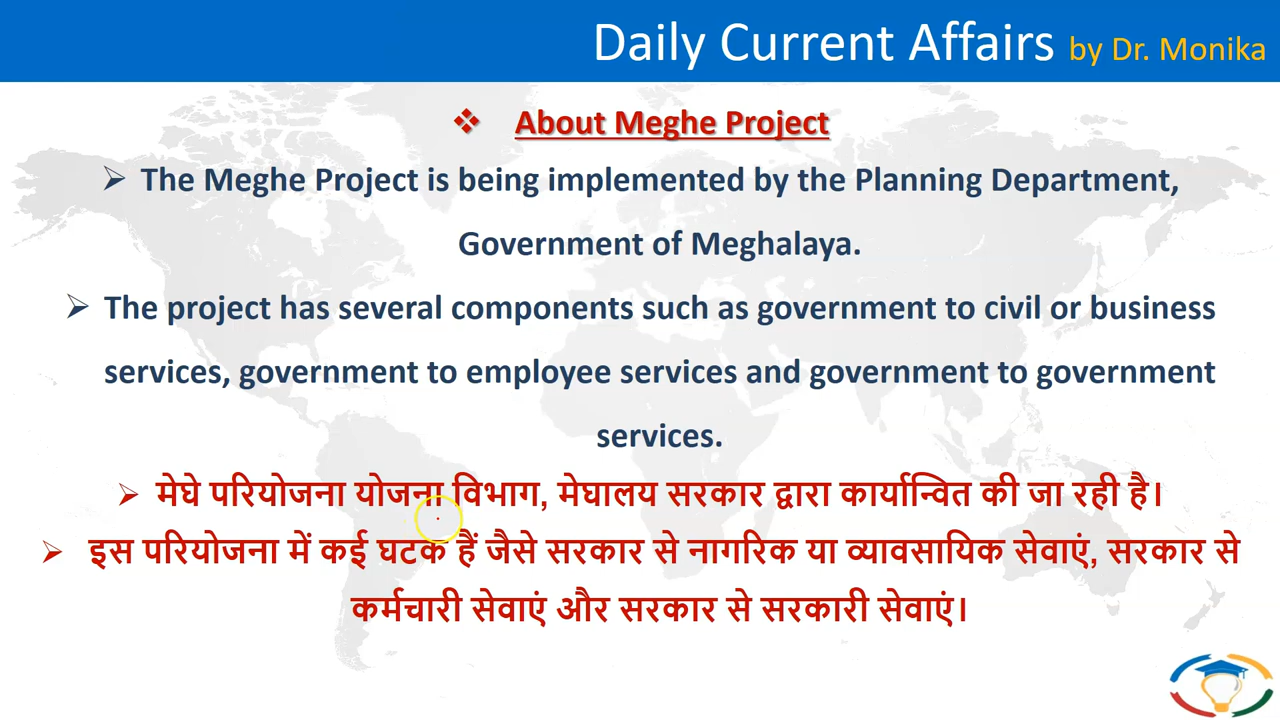 Daily Current Affairs by Dr. Monika
❖ About Meghe Project
➢ The Meghe Project is being implemented by the Planning Department,
Government of Meghalaya.
➢ The project has several components such as government to civil or business
services, government to employee services and government to government
services.
➢ मेघे परियोजना योजना विभाग, मेघालय सरकार द्वारा कार्यान्वित की जा रही है।
➢ इस परियोजना में कई घटक हैं जैसे सरकार से नागरिक या व्यावसायिक सेवाएं, सरकार से
कर्मचारी सेवाएं और सरकार से सरकारी सेवाएं।